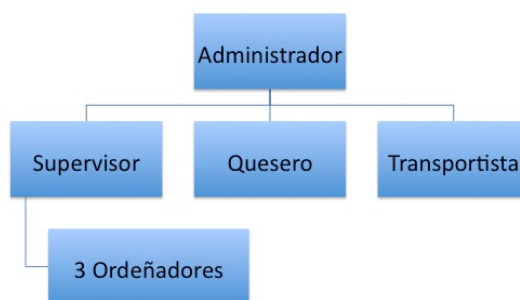 Administrador
Supervisor
Quesero
Transportista
3 Ordeñadores